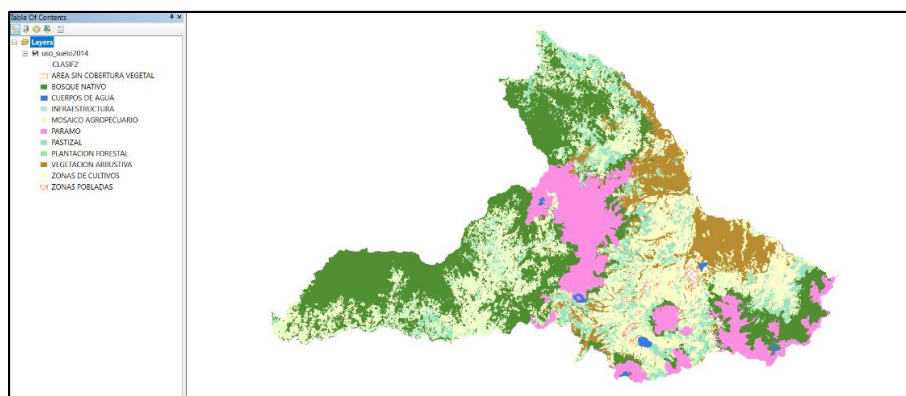 Table Of Contents
Layers
uso_suelo2014
CLASIF2
AREA SIN COBERTURA VEGETAL
BOSQUE NATIVO
CUERPOS DE AGUA
INFRAESTRUCTURA
MOSAICO AGROPECUARIO
PARAMO
PASTIZAL
PLANTACION FORESTAL
VEGETACION ARBUSTIVA
ZONAS DE CULTIVOS
ZONAS POBLADAS